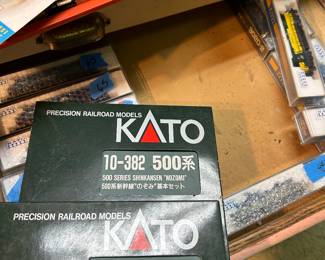 PRECISION RAILROAD MODELS
KATO
10-382 500系
500 SERIES SHINKANSEN "NOZOMI"
500系新幹線"のぞみ"基本セット
PRECISION RAILROAD MODELS
KATO